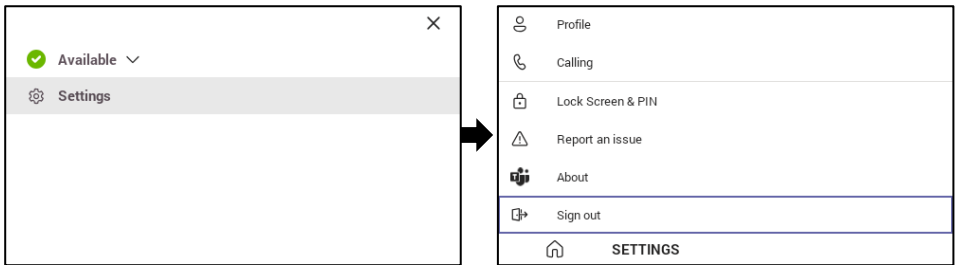 Available
Settings
Profile
Calling
Lock Screen & PIN
Report an issue
About
Sign out
SETTINGS